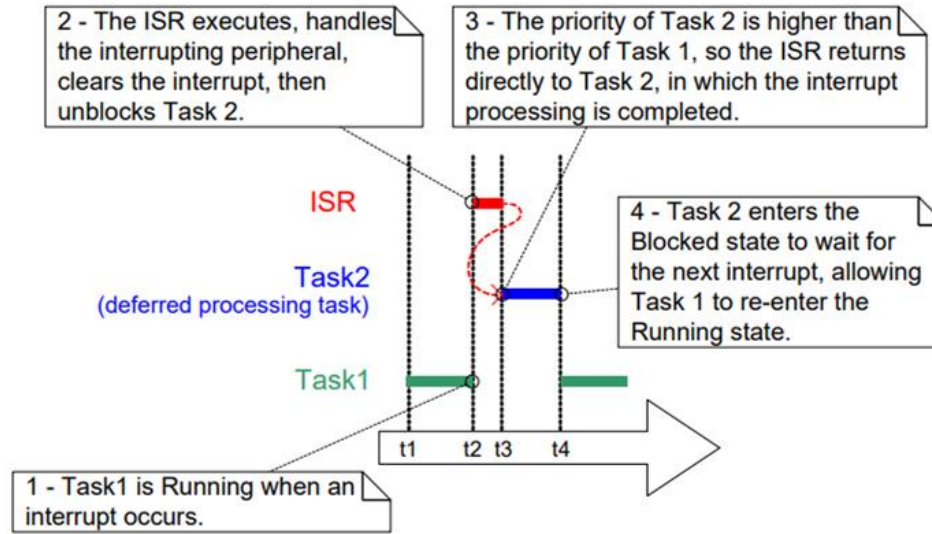 2 - The ISR executes, handles
the interrupting peripheral,
clears the interrupt, then
unblocks Task 2.
3 - The priority of Task 2 is higher than
the priority of Task 1, so the ISR returns
directly to Task 2, in which the interrupt
processing is completed.
ISR
4 - Task 2 enters the
Blocked state to wait for
the next interrupt, allowing
Task 1 to re-enter the
Running state.
Task2
(deferred processing task)
Task1
t1 t2 t3 t4
1 - Task1 is Running when an
interrupt occurs.